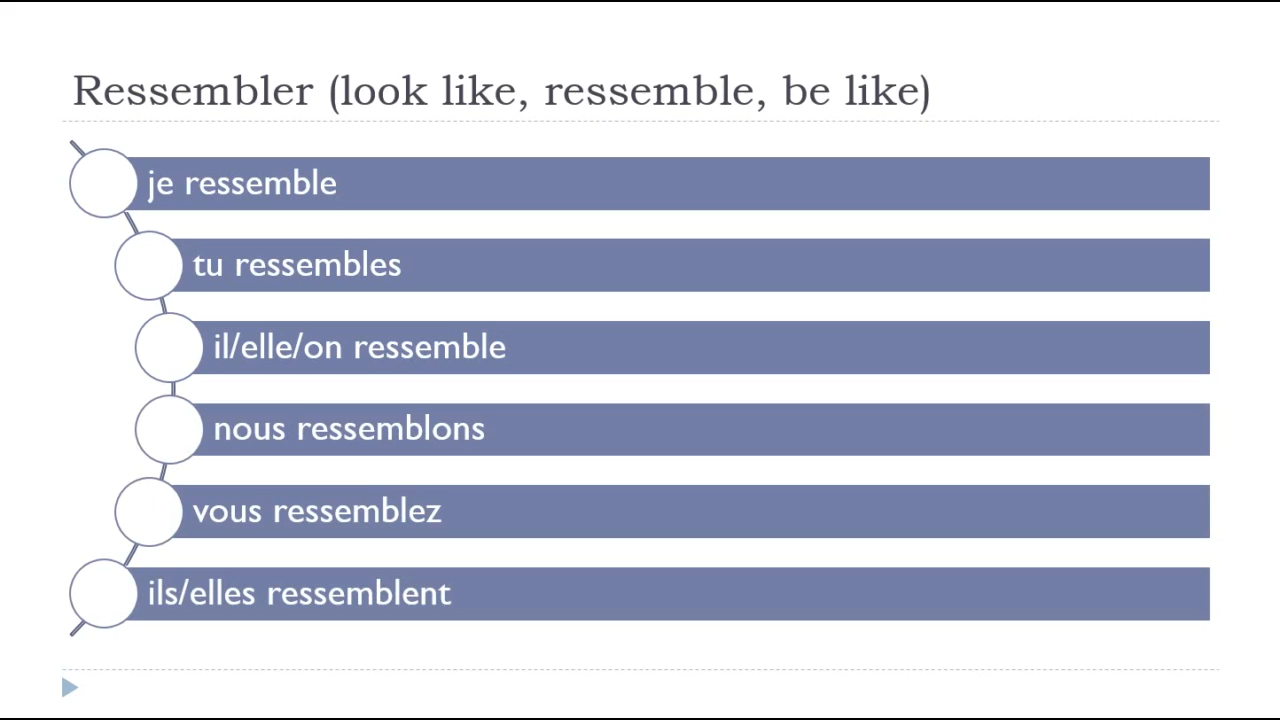 Ressembler (look like, ressemble, be like)
je ressemble
tu ressembles
il/elle/on ressemble
nous ressemblons
vous ressemblez
ils/elles ressemblent